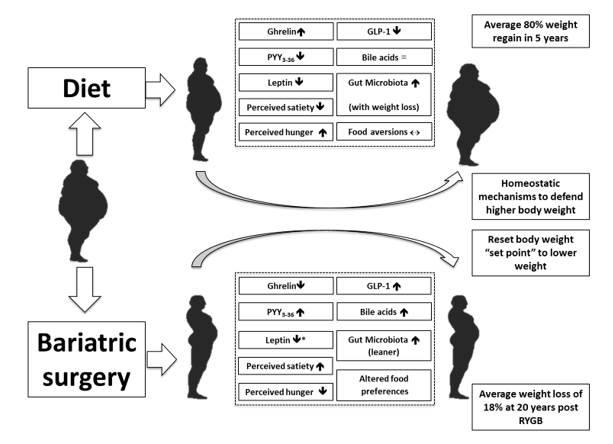 Ghrelin↑
GLP-1 ↓
Average 80% weight
regain in 5 years
PYY3-36 ↓
Bile acids =
Diet
Leptin ↓
Gut Microbiota ↑
(with weight loss)
Perceived satiety ↓
Perceived hunger ↑
Food aversions ↔
Homeostatic
mechanisms to defend
higher body weight
Reset body weight
“set point” to lower
weight
Ghrelin↓
GLP-1 ↑
PYY3-36 ↑
Bile acids ↑
Bariatric
surgery
Leptin ↓*
Gut Microbiota ↑
(leaner)
Perceived satiety ↑
Altered food
preferences
Perceived hunger ↓
Average weight loss of
18% at 20 years post
RYGB